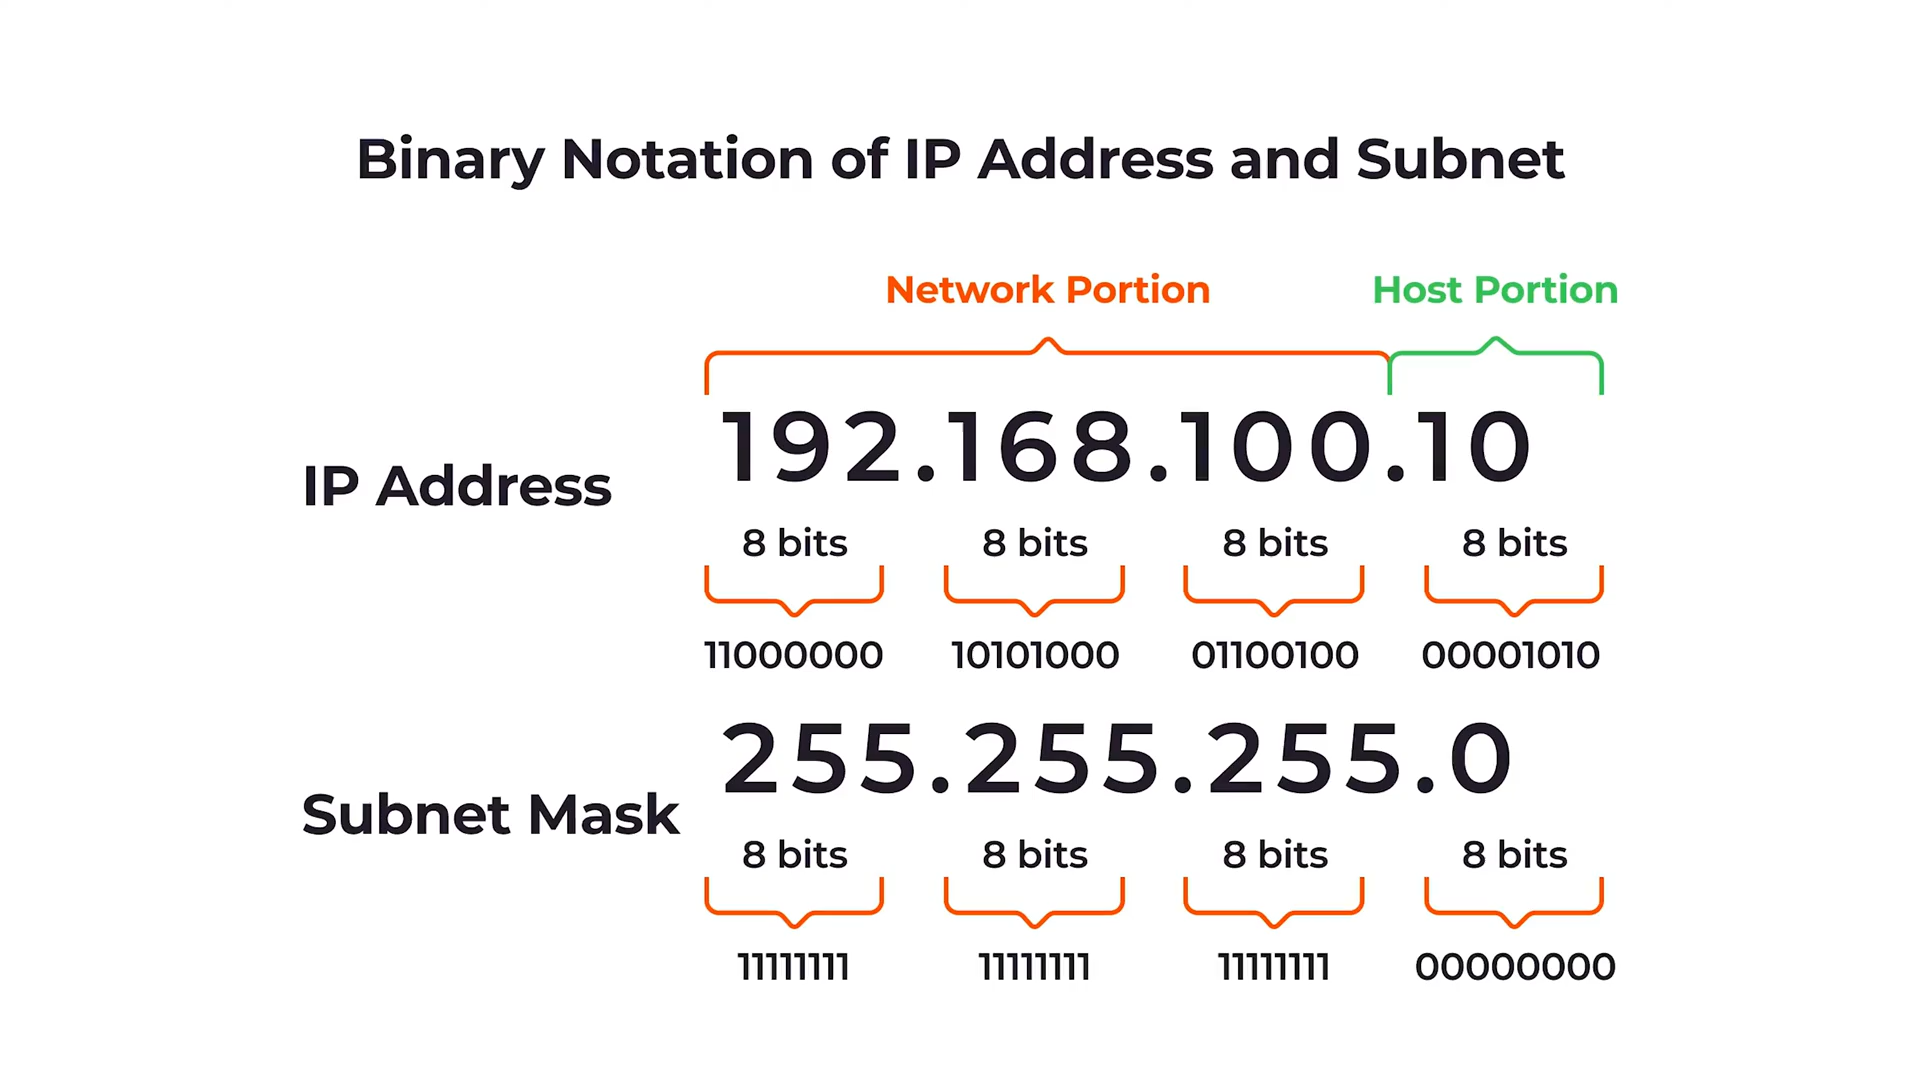 Binary Notation of IP Address and Subnet
Network Portion Host Portion
IP Address 192.168.100.10
8 bits 8 bits 8 bits 8 bits
11000000 10101000 01100100 00001010
Subnet Mask 255.255.255.0
8 bits 8 bits 8 bits 8 bits
11111111 11111111 11111111 00000000